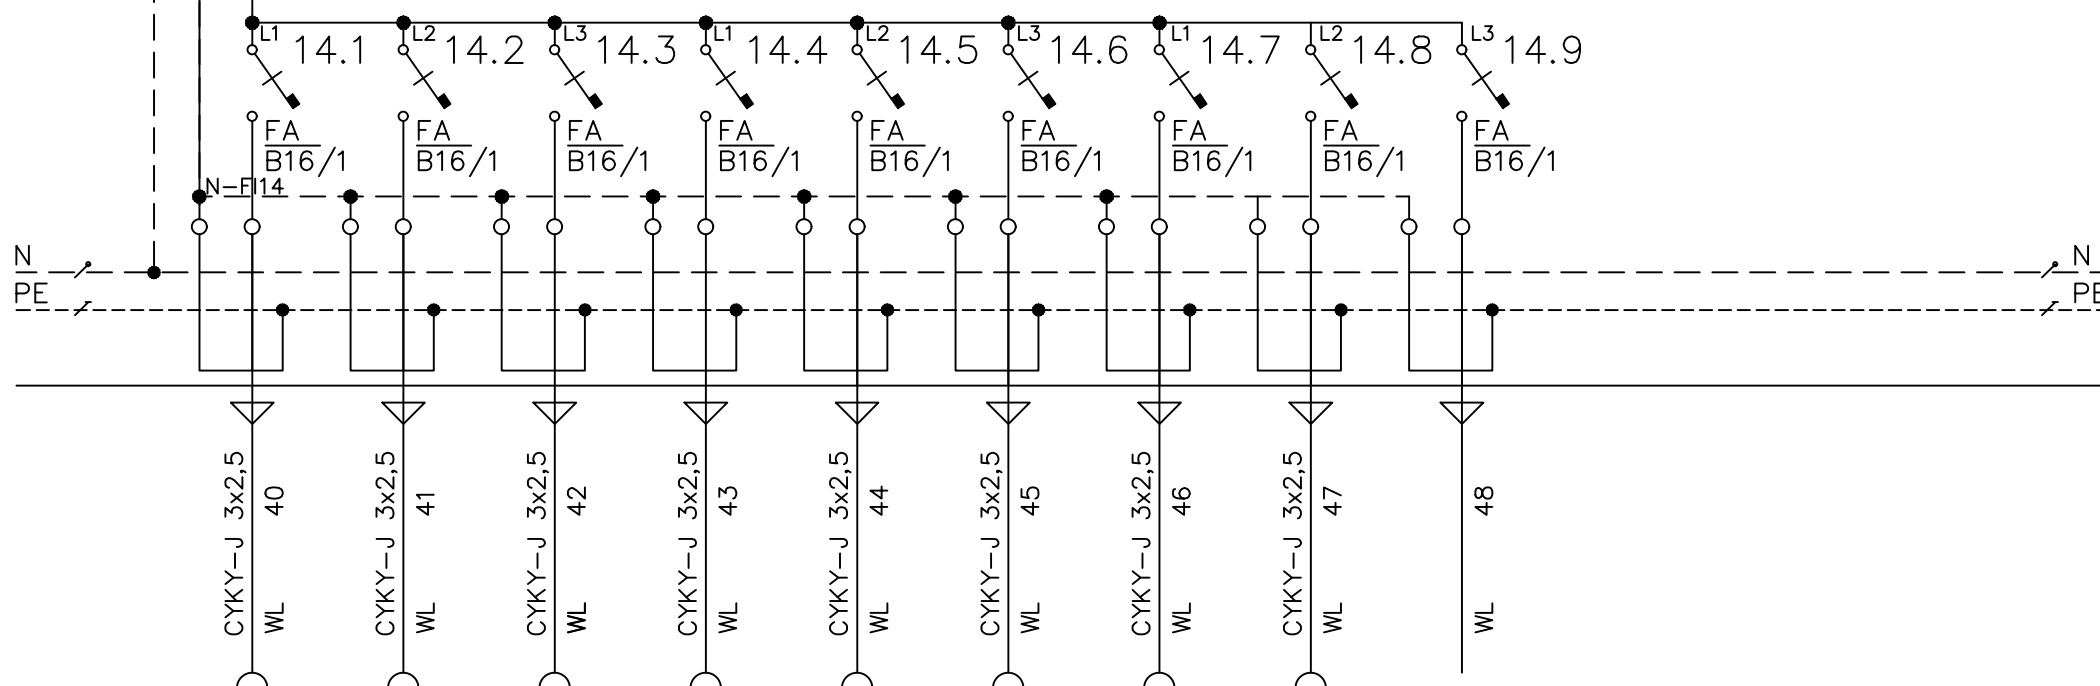 L1 14.1 L2 14.2 L3 14.3 L1 14.4 L2 14.5 L3 14.6 L1 14.7 L2 14.8 L3 14.9
FA FA FA FA FA FA FA FA FA
B16/1 B16/1 B16/1 B16/1 B16/1 B16/1 B16/1 B16/1 B16/1
N-FI14
N N
PE PE
CYKY-J 3x2,5
WL 40
CYKY-J 3x2,5
WL 41
CYKY-J 3x2,5
WL 42
CYKY-J 3x2,5
WL 43
CYKY-J 3x2,5
WL 44
CYKY-J 3x2,5
WL 45
CYKY-J 3x2,5
WL 46
CYKY-J 3x2,5
WL 47
WL 48